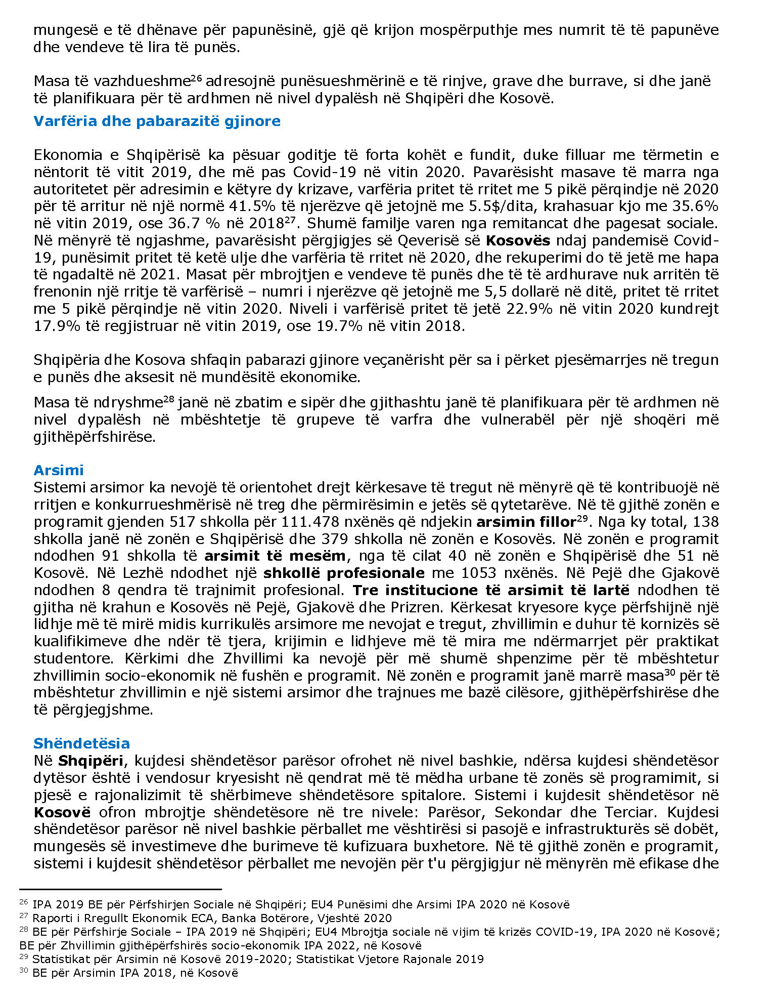 mungesë e të dhënave për papunësinë, gjë që krijon mospërputhje mes numrit të të papunëve
dhe vendeve të lira të punës.
Masa të vazhdueshme26 adresojnë punësueshmërinë e të rinjve, grave dhe burrave, si dhe janë
të planifikuara për të ardhmen në nivel dypalësh në Shqipëri dhe Kosovë.
Varfëria dhe pabarazitë gjinore
Ekonomia e Shqipërisë ka pësuar goditje të forta kohët e fundit, duke filluar me tërmetin e
nëntorit të vitit 2019, dhe më pas Covid-19 në vitin 2020. Pavarësisht masave të marra nga
autoritetet për adresimin e këtyre dy krizave, varfëria pritet të rritet me 5 pikë përqindje në 2020
për të arritur në një normë 41.5% të njerëzve që jetojnë me 5.5$/dita, krahasuar kjo me 35.6%
në vitin 2019, ose 36.7 % në 201827. Shumë familje varen nga remitancat dhe pagesat sociale.
Në mënyrë të ngjashme, pavarësisht përgjigjes së Qeverisë së Kosovës ndaj pandemisë Covid-
19, punësimit pritet të ketë ulje dhe varfëria të rritet në 2020, dhe rekuperimi do të jetë me hapa
të ngadaltë në 2021. Masat për mbrojtjen e vendeve të punës dhe të të ardhurave nuk arritën të
frenonin një rritje të varfërisë – numri i njerëzve që jetojnë me 5,5 dollarë në ditë, pritet të rritet
me 5 pikë përqindje në vitin 2020. Niveli i varfërisë pritet të jetë 22.9% në vitin 2020 kundrejt
17.9% të regjistruar në vitin 2019, ose 19.7% në vitin 2018.
Shqipëria dhe Kosova shfaqin pabarazi gjinore veçanërisht për sa i përket pjesëmarrjes në tregun
e punës dhe aksesit në mundësitë ekonomike.
Masa të ndryshme28 janë në zbatim e sipër dhe gjithashtu janë të planifikuara për të ardhmen në
nivel dypalësh në mbështetje të grupeve të varfra dhe vulnerabël për një shoqëri më
gjithëpërfshirëse.
Arsimi
Sistemi arsimor ka nevojë të orientohet drejt kërkesave të tregut në mënyrë që të kontribuojë në
rritjen e konkurrueshmërisë në treg dhe përmirësimin e jetës së qytetarëve. Në të gjithë zonën e
programit gjenden 517 shkolla për 111.478 nxënës që ndjekin arsimin fillor29. Nga ky total, 138
shkolla janë në zonën e Shqipërisë dhe 379 shkolla në zonën e Kosovës. Në zonën e programit
ndodhen 91 shkolla të arsimit të mesëm, nga të cilat 40 në zonën e Shqipërisë dhe 51 në
Kosovë. Në Lezhë ndodhet një shkollë profesionale me 1053 nxënës. Në Pejë dhe Gjakovë
ndodhen 8 qendra të trajnimit profesional. Tre institucione të arsimit të lartë ndodhen të
gjitha në krahun e Kosovës në Pejë, Gjakovë dhe Prizren. Kërkesat kryesore kyçe përfshijnë një
lidhje më të mirë midis kurrikulës arsimore me nevojat e tregut, zhvillimin e duhur të kornizës së
kualifikimeve dhe ndër të tjera, krijimin e lidhjeve më të mira me ndërmarrjet për praktikat
studentore. Kërkimi dhe Zhvillimi ka nevojë për më shumë shpenzime për të mbështetur
zhvillimin socio-ekonomik në fushën e programit. Në zonën e programit janë marrë masa30 për të
mbështetur zhvillimin e një sistemi arsimor dhe trajnues me bazë cilësore, gjithëpërfshirëse dhe
të përgjegjshme.
Shëndetësia
Në Shqipëri, kujdesi shëndetësor parësor ofrohet në nivel bashkie, ndërsa kujdesi shëndetësor
dytësor është i vendosur kryesisht në qendrat më të mëdha urbane të zonës së programimit, si
pjesë e rajonalizimit të shërbimeve shëndetësore spitalore. Sistemi i kujdesit shëndetësor në
Kosovë ofron mbrojtje shëndetësore në tre nivele: Parësor, Sekondar dhe Terciar. Kujdesi
shëndetësor parësor në nivel bashkie përballet me vështirësi si pasojë e infrastrukturës së dobët,
mungesës së investimeve dhe burimeve të kufizuara buxhetore. Në të gjithë zonën e programit,
sistemi i kujdesit shëndetësor përballet me nevojën për t'u përgjigjur në mënyrën më efikase dhe
26 IPA 2019 BE për Përfshirjen Sociale në Shqipëri; EU4 Punësimi dhe Arsimi IPA 2020 në Kosovë
27 Raporti i Rregullt Ekonomik ECA, Banka Botërore, Vjeshtë 2020
28 BE për Përfshirje Sociale – IPA 2019 në Shqipëri; EU4 Mbrojtja sociale në vijim të krizës COVID-19, IPA 2020 në Kosovë;
BE për Zhvillimin gjithëpërfshirës socio-ekonomik IPA 2022, në Kosovë
29 Statistikat për Arsimin në Kosovë 2019-2020; Statistikat Vjetore Rajonale 2019
30 BE për Arsimin IPA 2018, në Kosovë